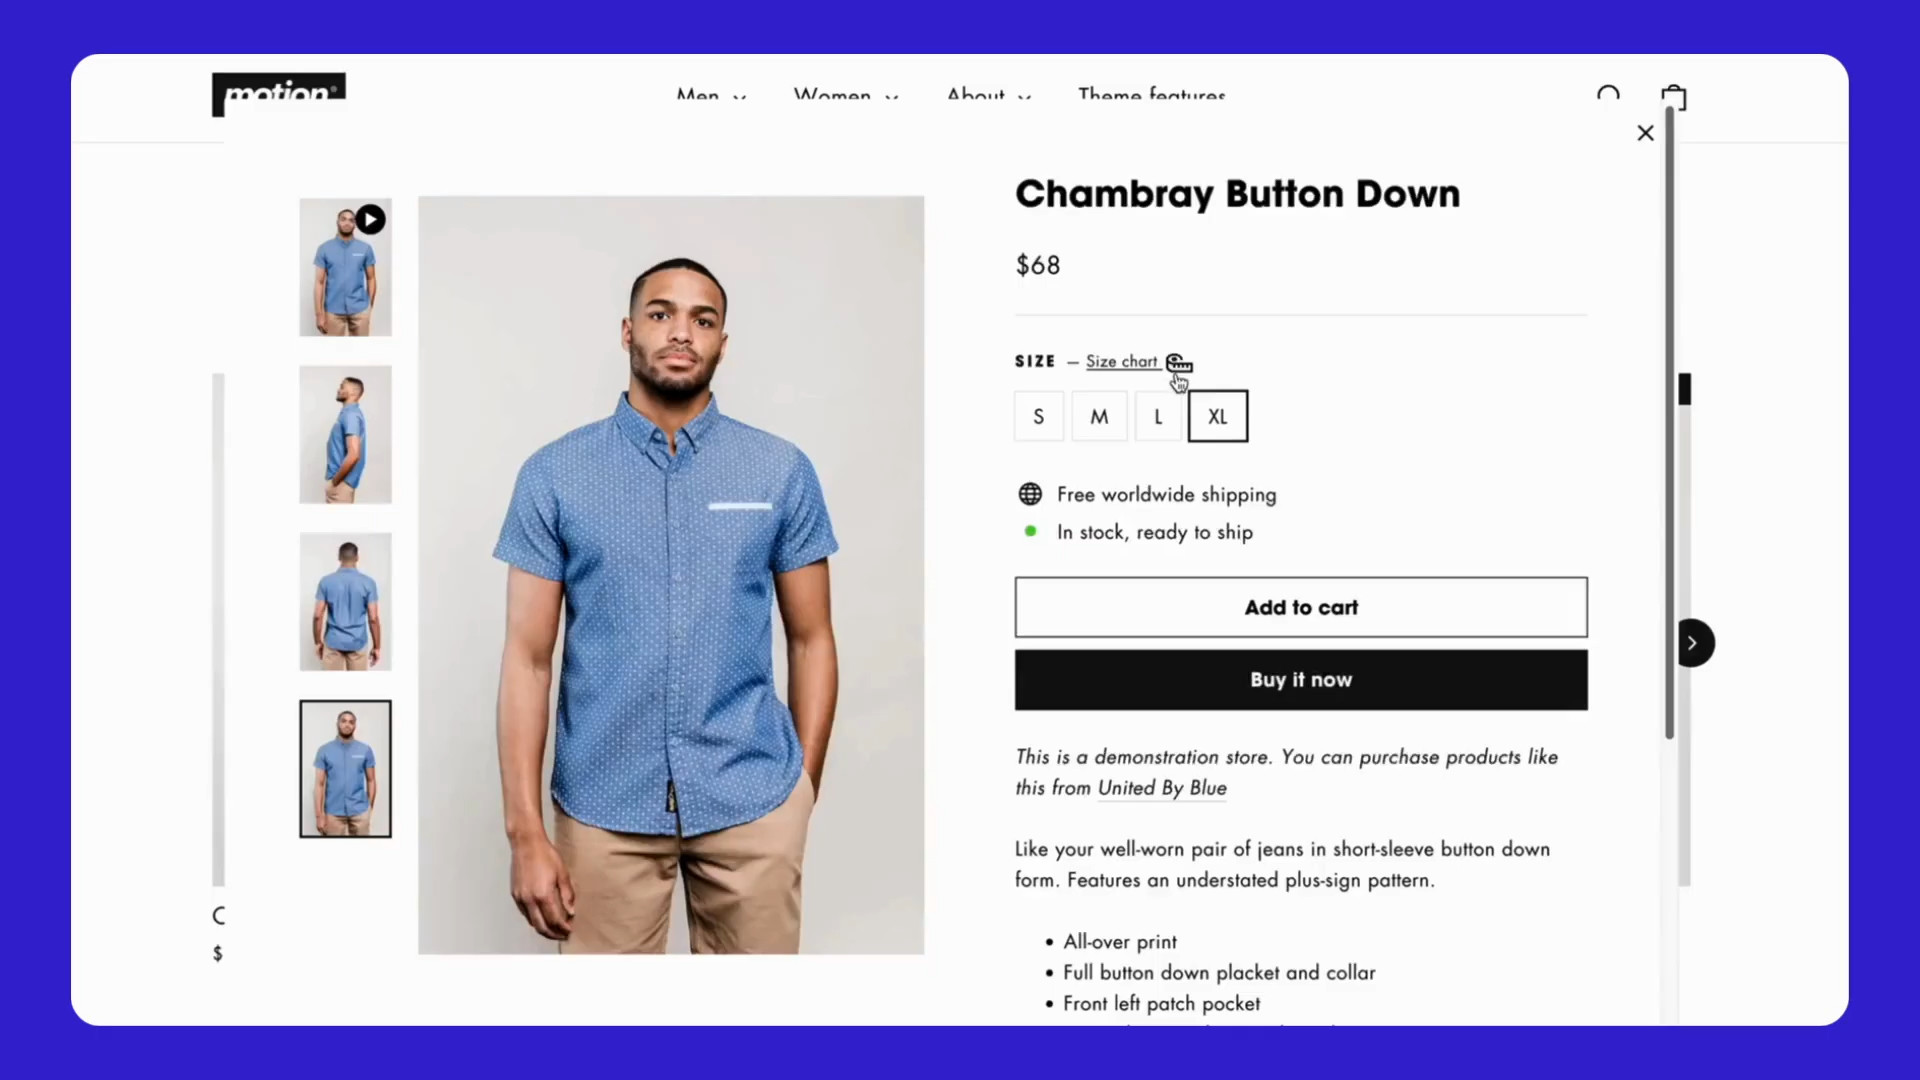 motion
Men
Women
About
Theme features
Chambray Button Down
$68
SIZE — Size chart
S
M
L
XL
Free worldwide shipping
In stock, ready to ship
Add to cart
Buy it now
This is a demonstration store. You can purchase products like
this from United By Blue
Like your well-worn pair of jeans in short-sleeve button down
form. Features an understated plus-sign pattern.
• All-over print
• Full button down placket and collar
• Front left patch pocket
C
$